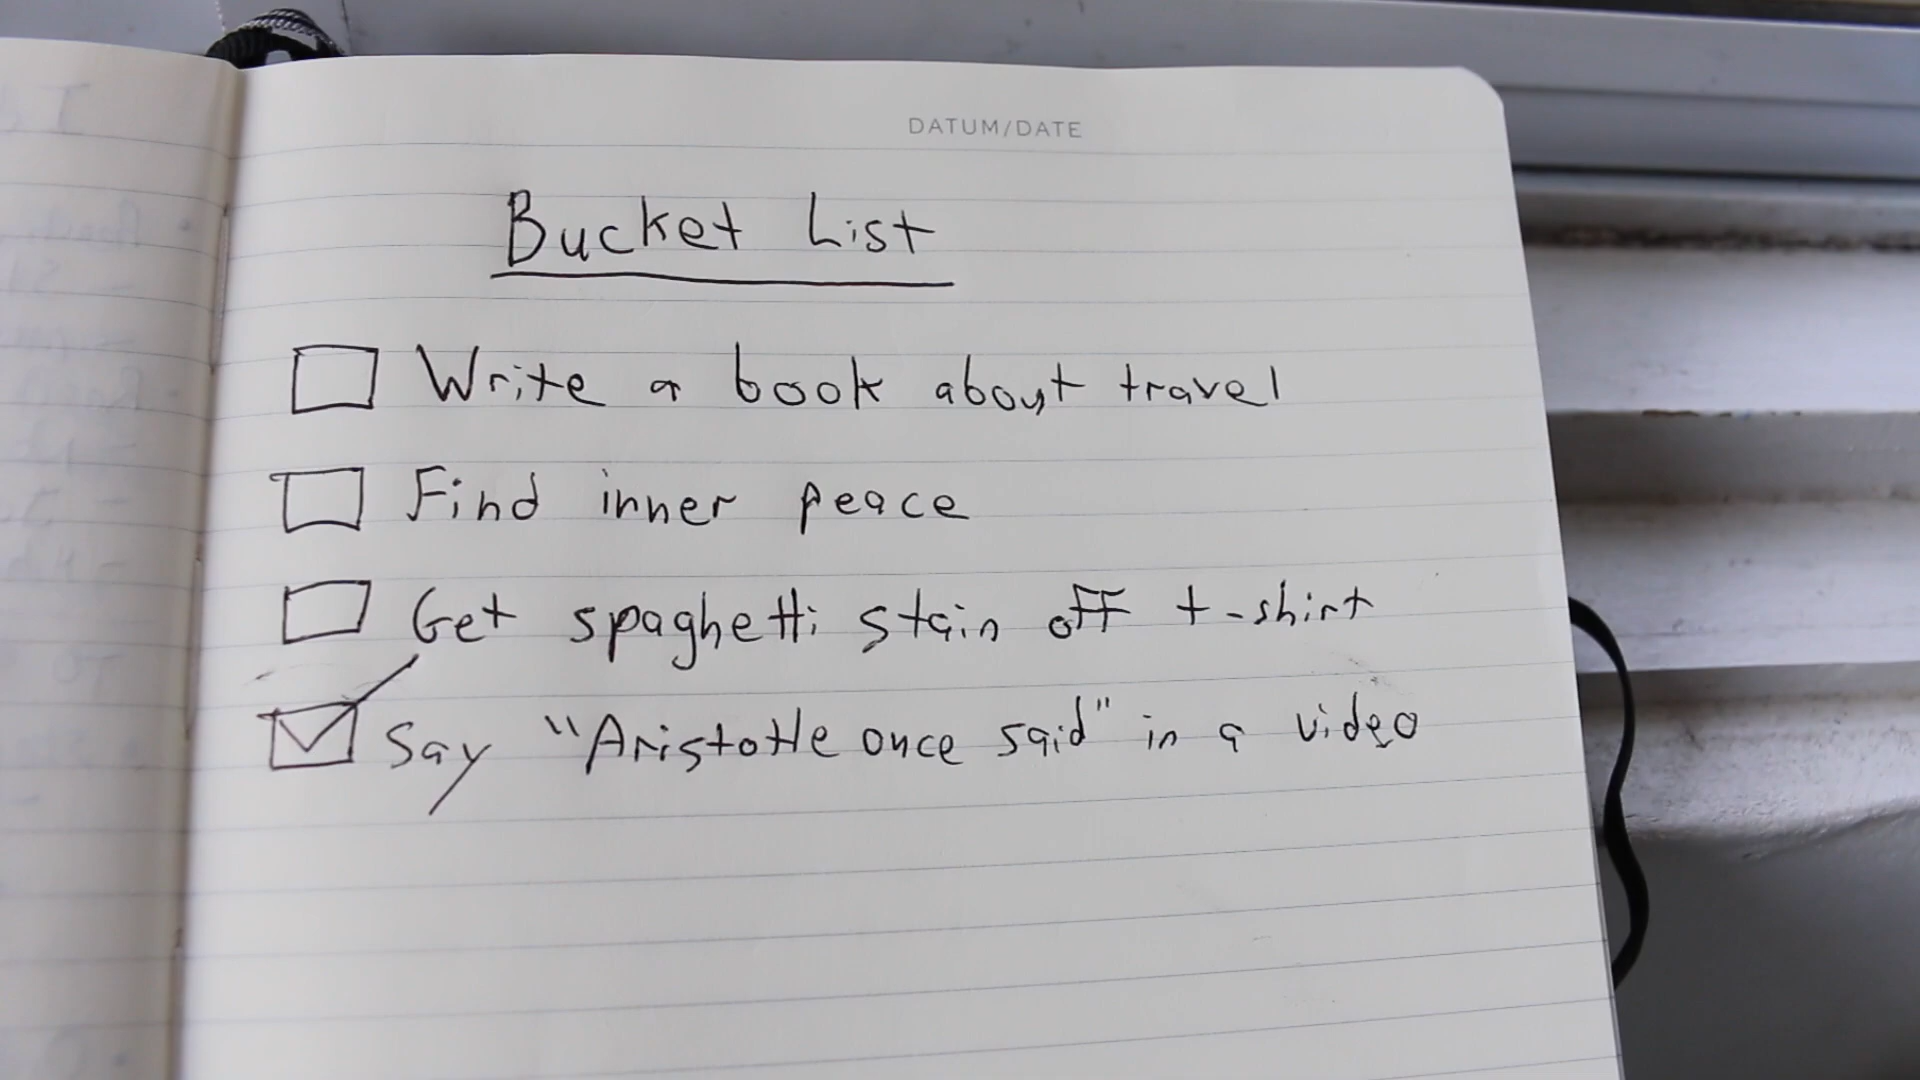 DATUM/DATE
Bucket List
Write a book about travel
Find inner peace
Get spaghetti stain off t-shirt
Say "Aristotle once said" in a video